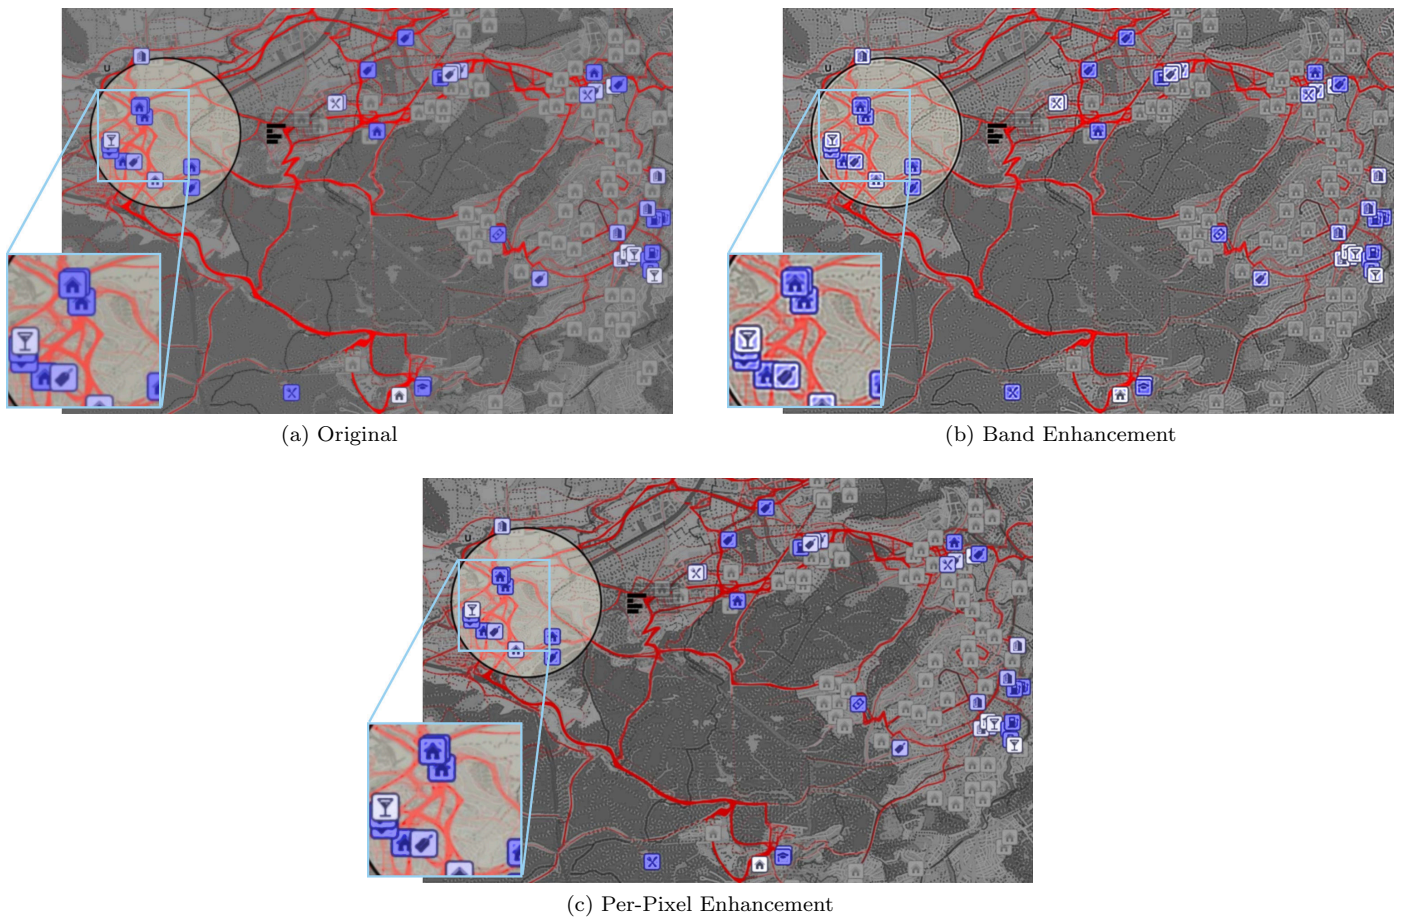 U
U
(a) Original
(b) Band Enhancement
U
(c) Per-Pixel Enhancement